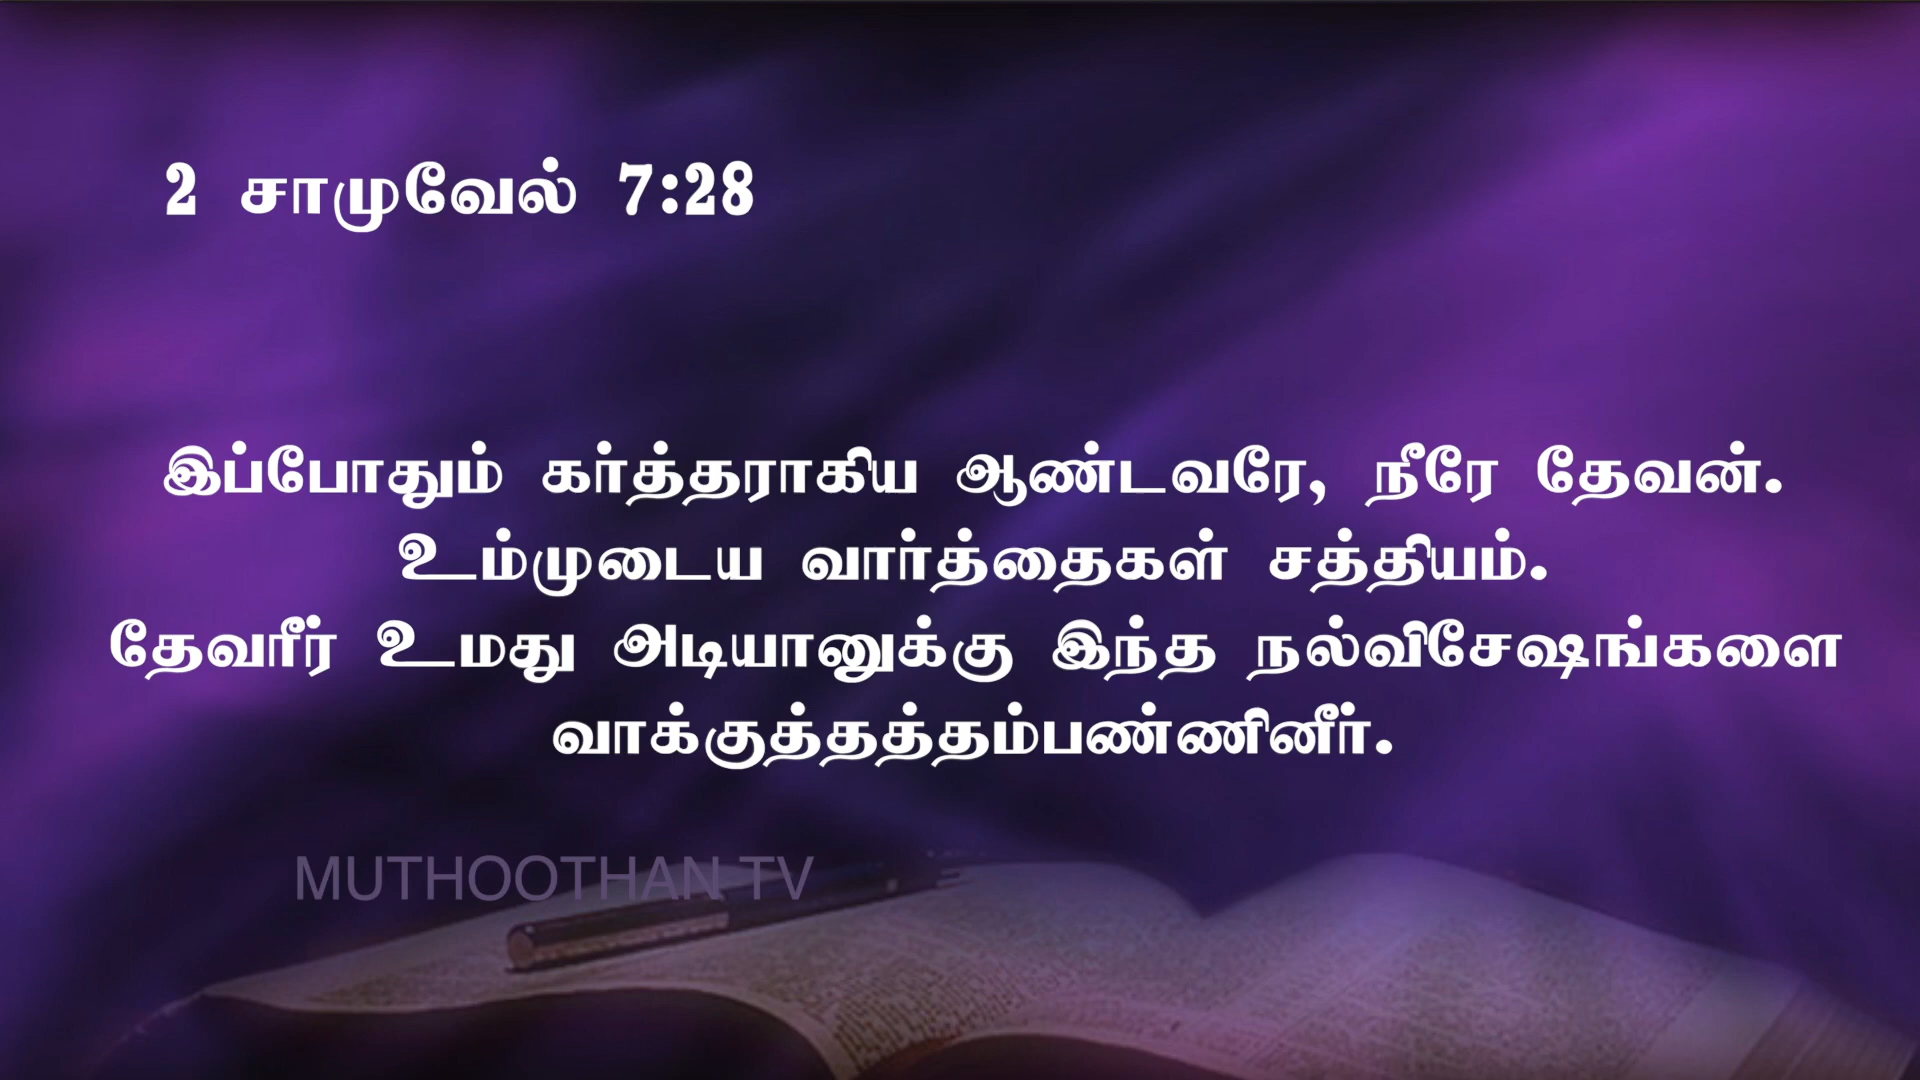 2 சாமுவேல் 7:28
இப்போதும் கர்த்தராகிய ஆண்டவரே, நீரே தேவன்.
உம்முடைய வார்த்தைகள் சத்தியம்.
தேவரீர் உமது அடியானுக்கு இந்த நல்விசேஷங்களை
வாக்குத்தத்தம்பண்ணினீர்.
MUTHOOTHAN TV